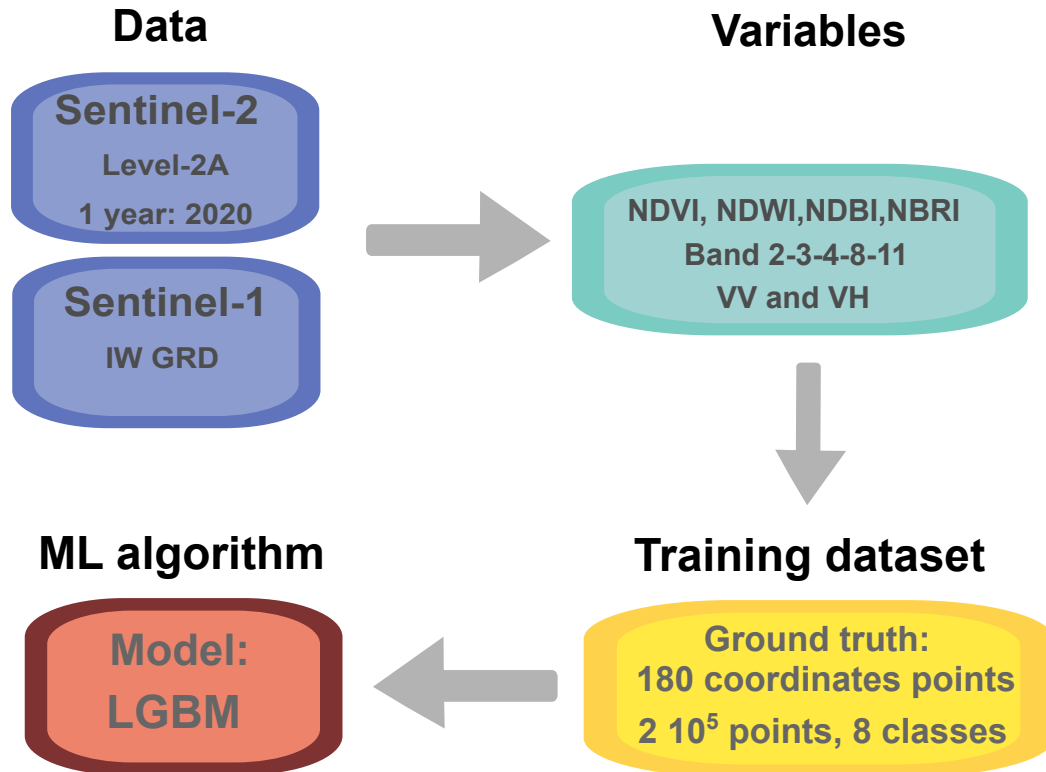 Data
Sentinel-2
Level-2A
1 year: 2020
Sentinel-1
IW GRD
Variables
NDVI, NDWI,NDBI,NBRI
Band 2-3-4-8-11
VV and VH
Training dataset
Ground truth:
180 coordinates points
2 10⁵ points, 8 classes
ML algorithm
Model:
LGBM